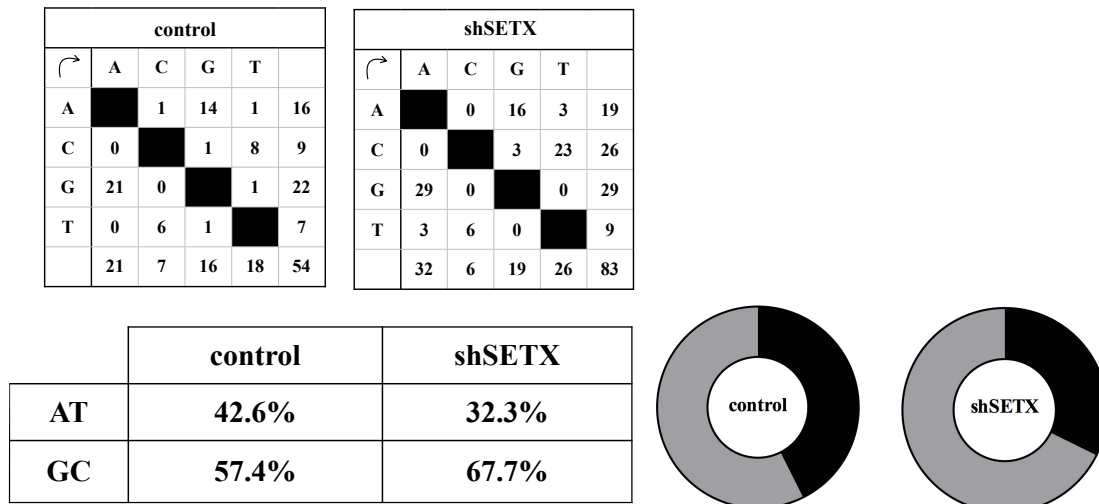 control
A C G T
A 1 14 1 16
C 0 1 8 9
G 21 0 1 22
T 0 6 1 7
21 7 16 18 54
shSETX
A C G T
A 0 16 3 19
C 0 3 23 26
G 29 0 0 29
T 3 6 0 9
32 6 19 26 83
control shSETX
AT 42.6% 32.3%
GC 57.4% 67.7%
control
shSETX